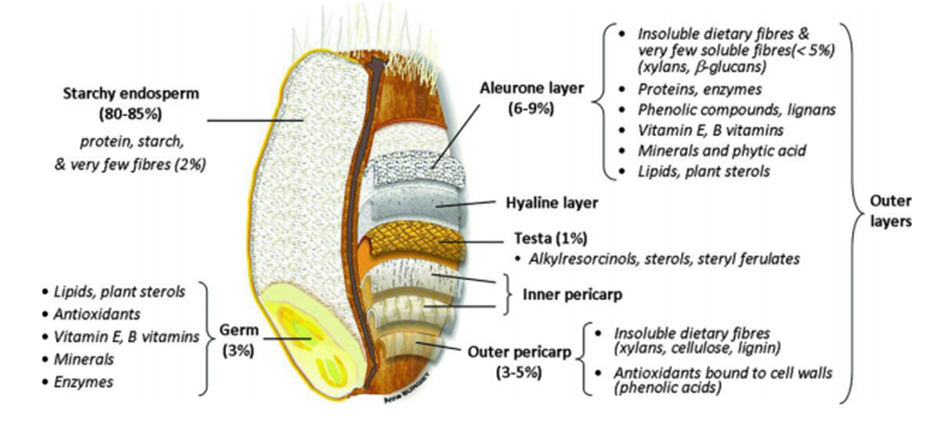 Starchy endosperm
(80-85%)
protein, starch,
& very few fibres (2%)
• Lipids, plant sterols
• Antioxidants
• Vitamin E, B vitamins
• Minerals
• Enzymes
Germ
(3%)
Aleurone layer
(6-9%)
• Insoluble dietary fibres &
very few soluble fibres(< 5%)
(xylans, β-glucans)
• Proteins, enzymes
• Phenolic compounds, lignans
• Vitamin E, B vitamins
• Minerals and phytic acid
• Lipids, plant sterols
Hyaline layer
Testa (1%)
• Alkylresorcinols, sterols, steryl ferulates
Inner pericarp
Outer pericarp
(3-5%)
• Insoluble dietary fibres
(xylans, cellulose, lignin)
• Antioxidants bound to cell walls
(phenolic acids)
Outer
layers